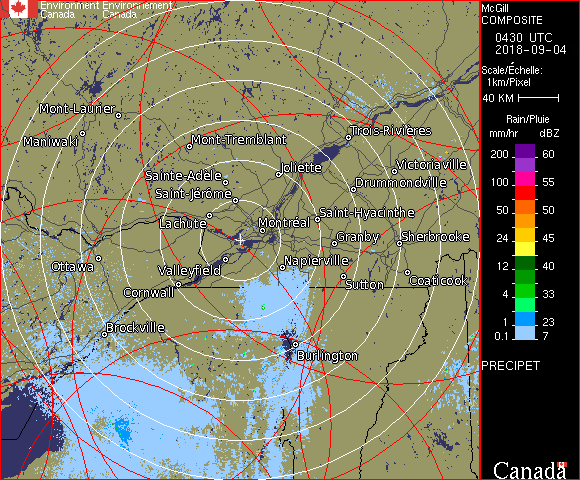 Environment Environnement
Canada Canada
McGill
COMPOSITE
0430 UTC
2018-09-04
Scale/Échelle:
1km/Pixel
40 KM
Rain/Pluie
mm/hr dBZ
200 60
100 55
50 50
24 45
12 40
4 33
1 23
0.1 7
PRECIPET
Mont-Laurier
Maniwaki
Mont-Tremblant
Trois-Rivières
Joliette
Victoriaville
Sainte-Adèle
Drummondville
Saint-Jérôme
Saint-Hyacinthe
Lachute
Montréal
Granby
Sherbrooke
Ottawa
Valleyfield
Napierville
Cornwall
Sutton
Coaticook
Brockville
Burlington
Canada